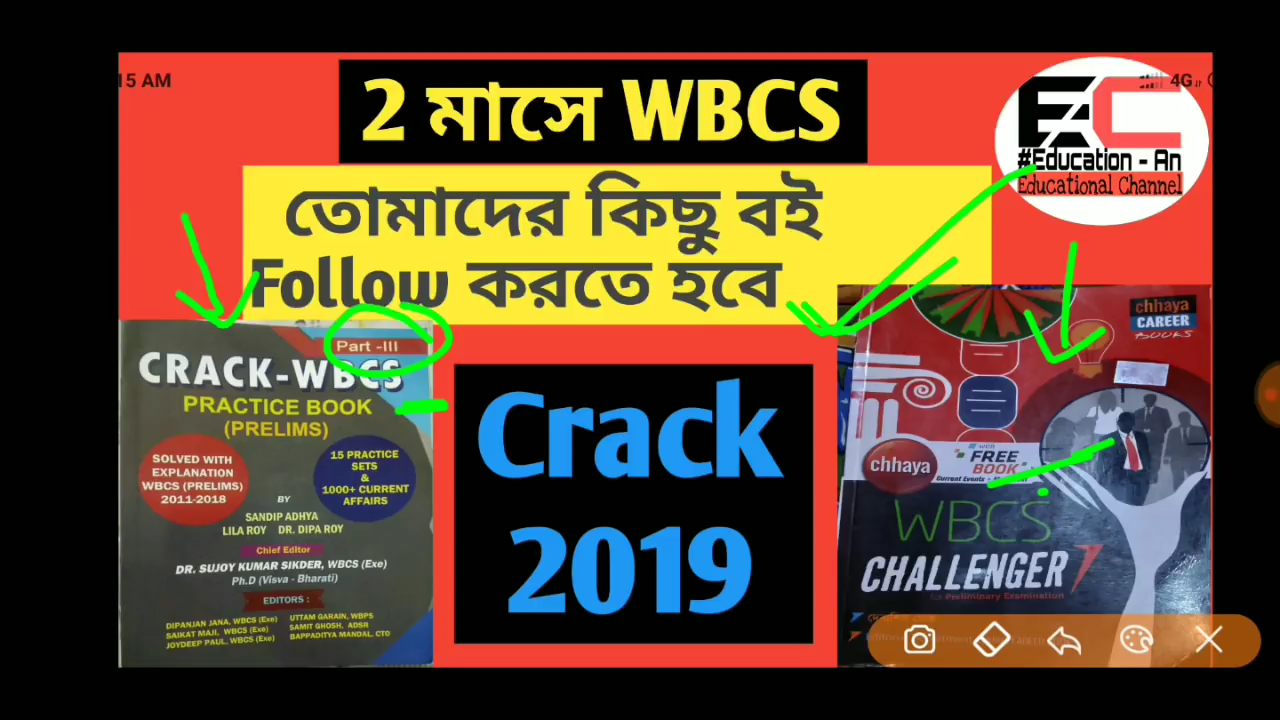 15 AM
4G
2 মাসে WBCS
#Education - An
Educational Channel
তোমাদের কিছু বই
Follow করতে হবে
Part -III
CRACK-WBCS
PRACTICE BOOK
(PRELIMS)
SOLVED WITH
EXPLANATION
WBCS (PRELIMS)
2011-2018
15 PRACTICE
SETS
&
1000+ CURRENT
AFFAIRS
BY
SANDIP ADHYA
LILA ROY DR. DIPA ROY
Chief Editor
DR. SUJOY KUMAR SIKDER, WBCS (Exe)
Ph.D (Visva - Bharati)
EDITORS :
DIPANJAN JANA, WBCS (Exe)
SAIKAT MAJI, WBCS (Exe)
JOYDEEP PAUL, WBCS (Exe)
UTTAM GARAIN, WBPS
SAMIT GHOSH, ADSR
BAPPADITYA MANDAL, CTO
Crack
2019
chhaya
CAREER
BOOKS
chhaya
FREE
BOOK
Current Events
WBCS
CHALLENGER
for Preliminary Examination